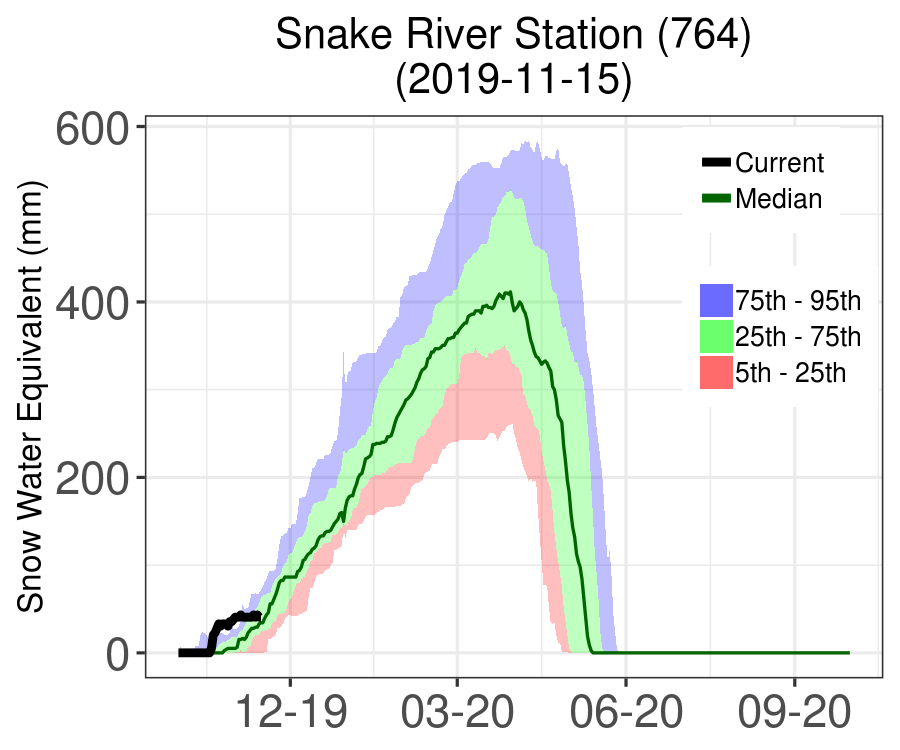 Snake River Station (764)
(2019-11-15)
Snow Water Equivalent (mm)
600
400
200
0
12-19
03-20
06-20
09-20
Current
Median
75th - 95th
25th - 75th
5th - 25th